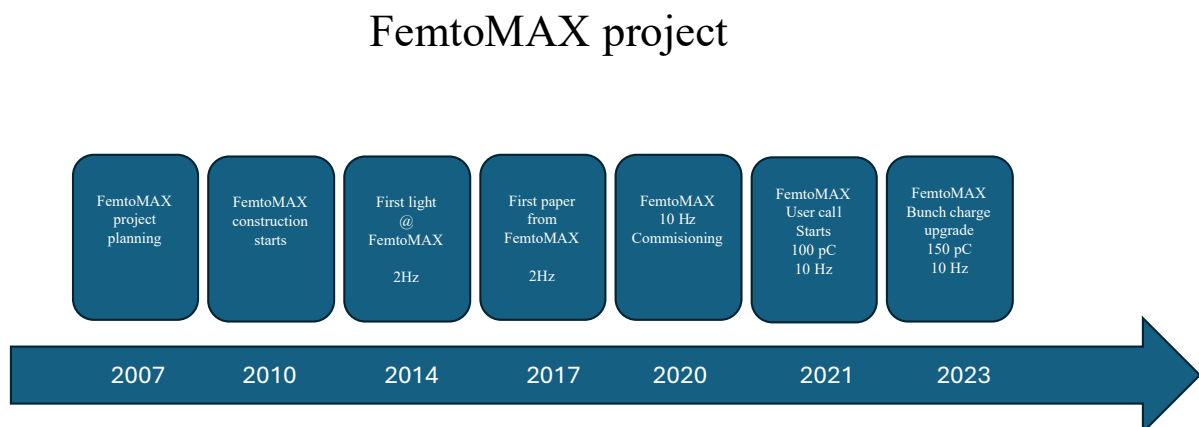 FemtoMAX project
FemtoMAX
project
planning
FemtoMAX
construction
starts
First light
@
FemtoMAX
2Hz
First paper
from
FemtoMAX
2Hz
FemtoMAX
10 Hz
Commisioning
FemtoMAX
User call
Starts
100 pC
10 Hz
FemtoMAX
Bunch charge
upgrade
150 pC
10 Hz
2007 2010 2014 2017 2020 2021 2023